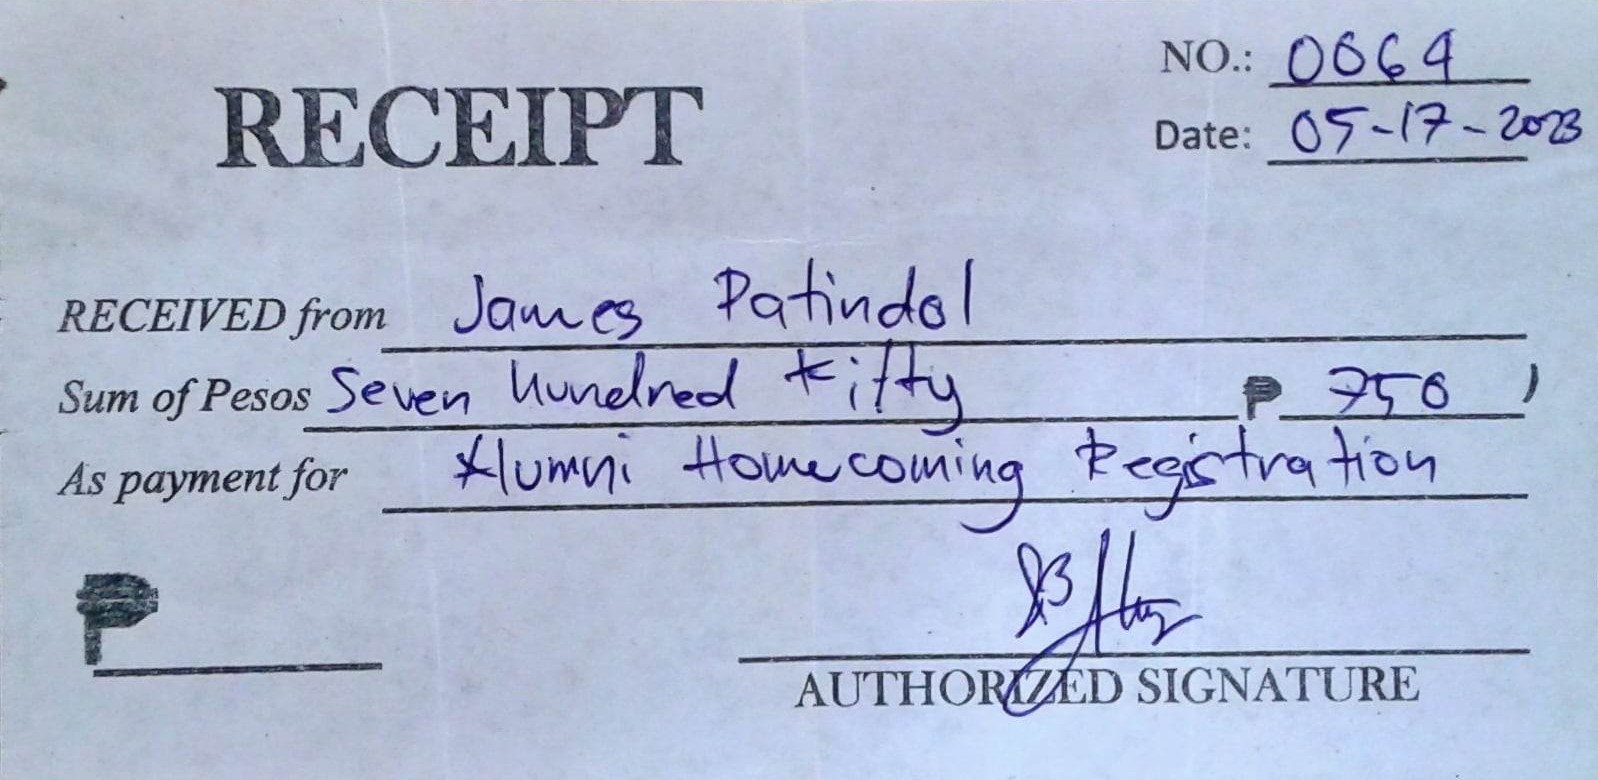 RECEIPT
NO.: 0064
Date: 05-17-2023
RECEIVED from James Patindol
Sum of Pesos Seven Hundred Fifty ₱ 750
As payment for Alumni Homecoming Registration
₱
AUTHORIZED SIGNATURE